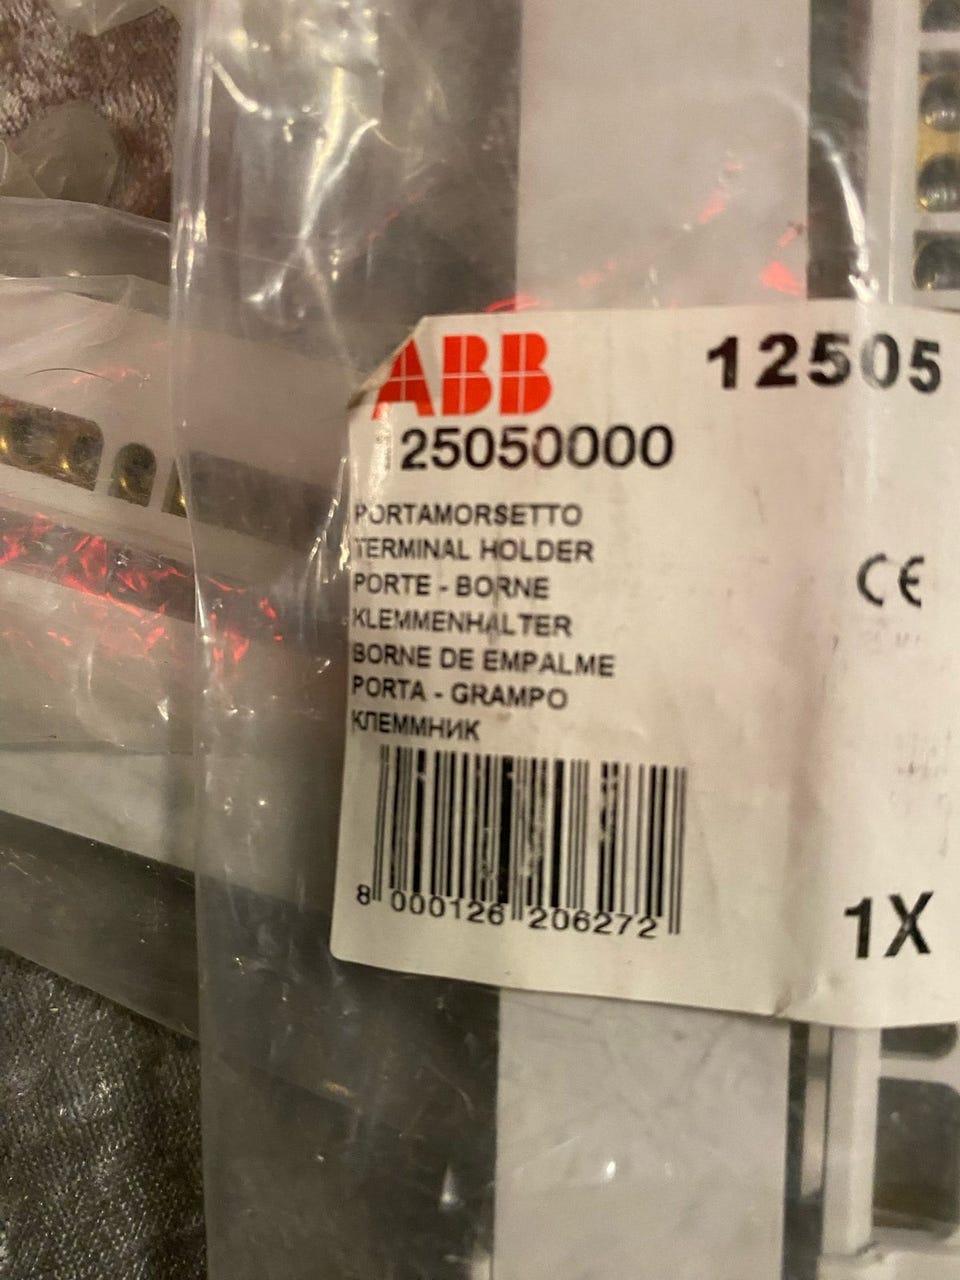 ABB 12505
125050000
PORTAMORSETTO
TERMINAL HOLDER
PORTE - BORNE
KLEMMENHALTER
BORNE DE EMPALME
PORTA - GRAMPO
КЛЕММНИК
CE
8 000126 206272
1X